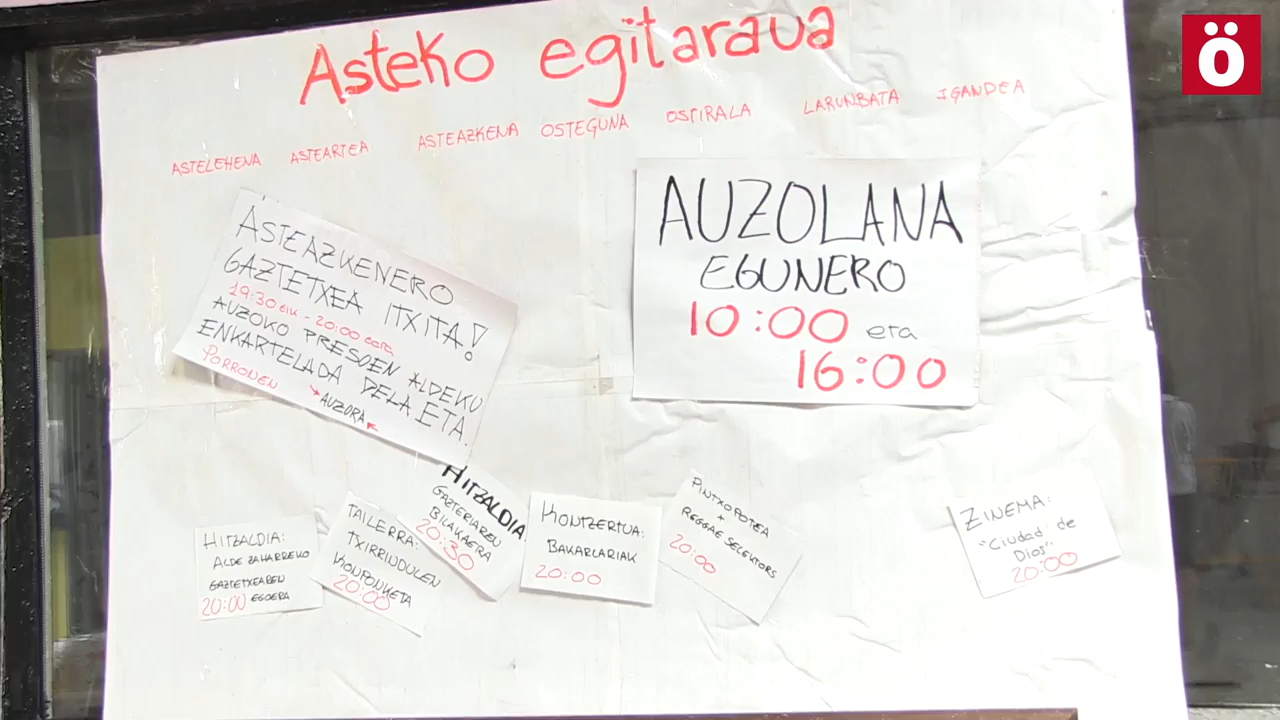 Asteko egitaraua
ASTELEHENA ASTEARTEA ASTEAZKENA OSTEGUNA OSTIRALA LARUNBATA IGANDEA
ASTEAZKENERO
GAZTETXEA ITXITA!
19:30etik - 20:00 eta
AUZOKO PRESOEN ALDEKO
ENKARTELADA DELA ETA.
PORRONEN
AUZORA
AUZOLANA
EGUNERO
10:00 eta
16:00
HITZALDIA:
ALDE ZAHARREKO
GAZTETXEAREN
20:00 EGOERA
TAILERRA:
TXIRRINDULEN
KONPONKETA
20:00
HITZALDIA
GAZTERIAREN
BILAKAERA
20:30
KONTZERTUA:
BAKARLARIAK
20:00
PINTXOPOTEA
+
REGGAE SELEKTORS
20:00
ZINEMA:
"Ciudad de
Dios"
20:00
Ö